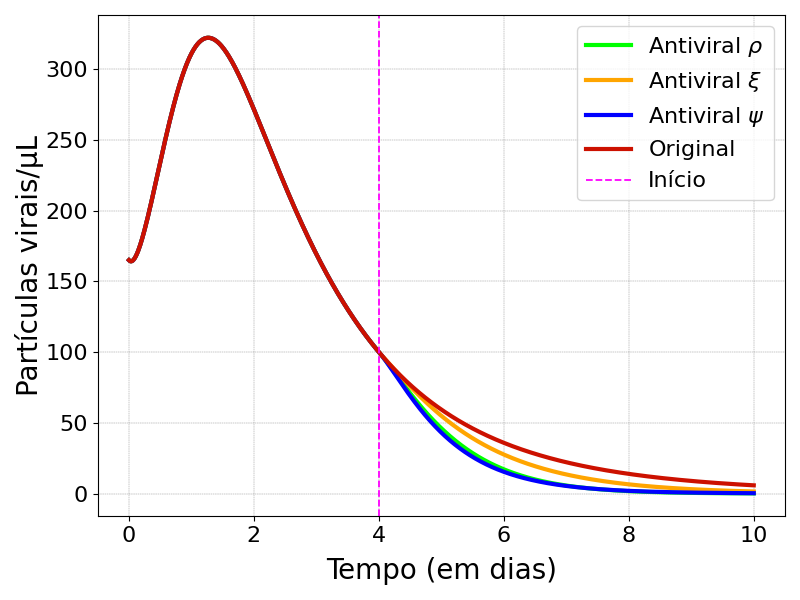 Partículas virais/μL
300
250
200
150
100
50
0
0 2 4 6 8 10
Tempo (em dias)
Antiviral ρ
Antiviral ξ
Antiviral ψ
Original
Início